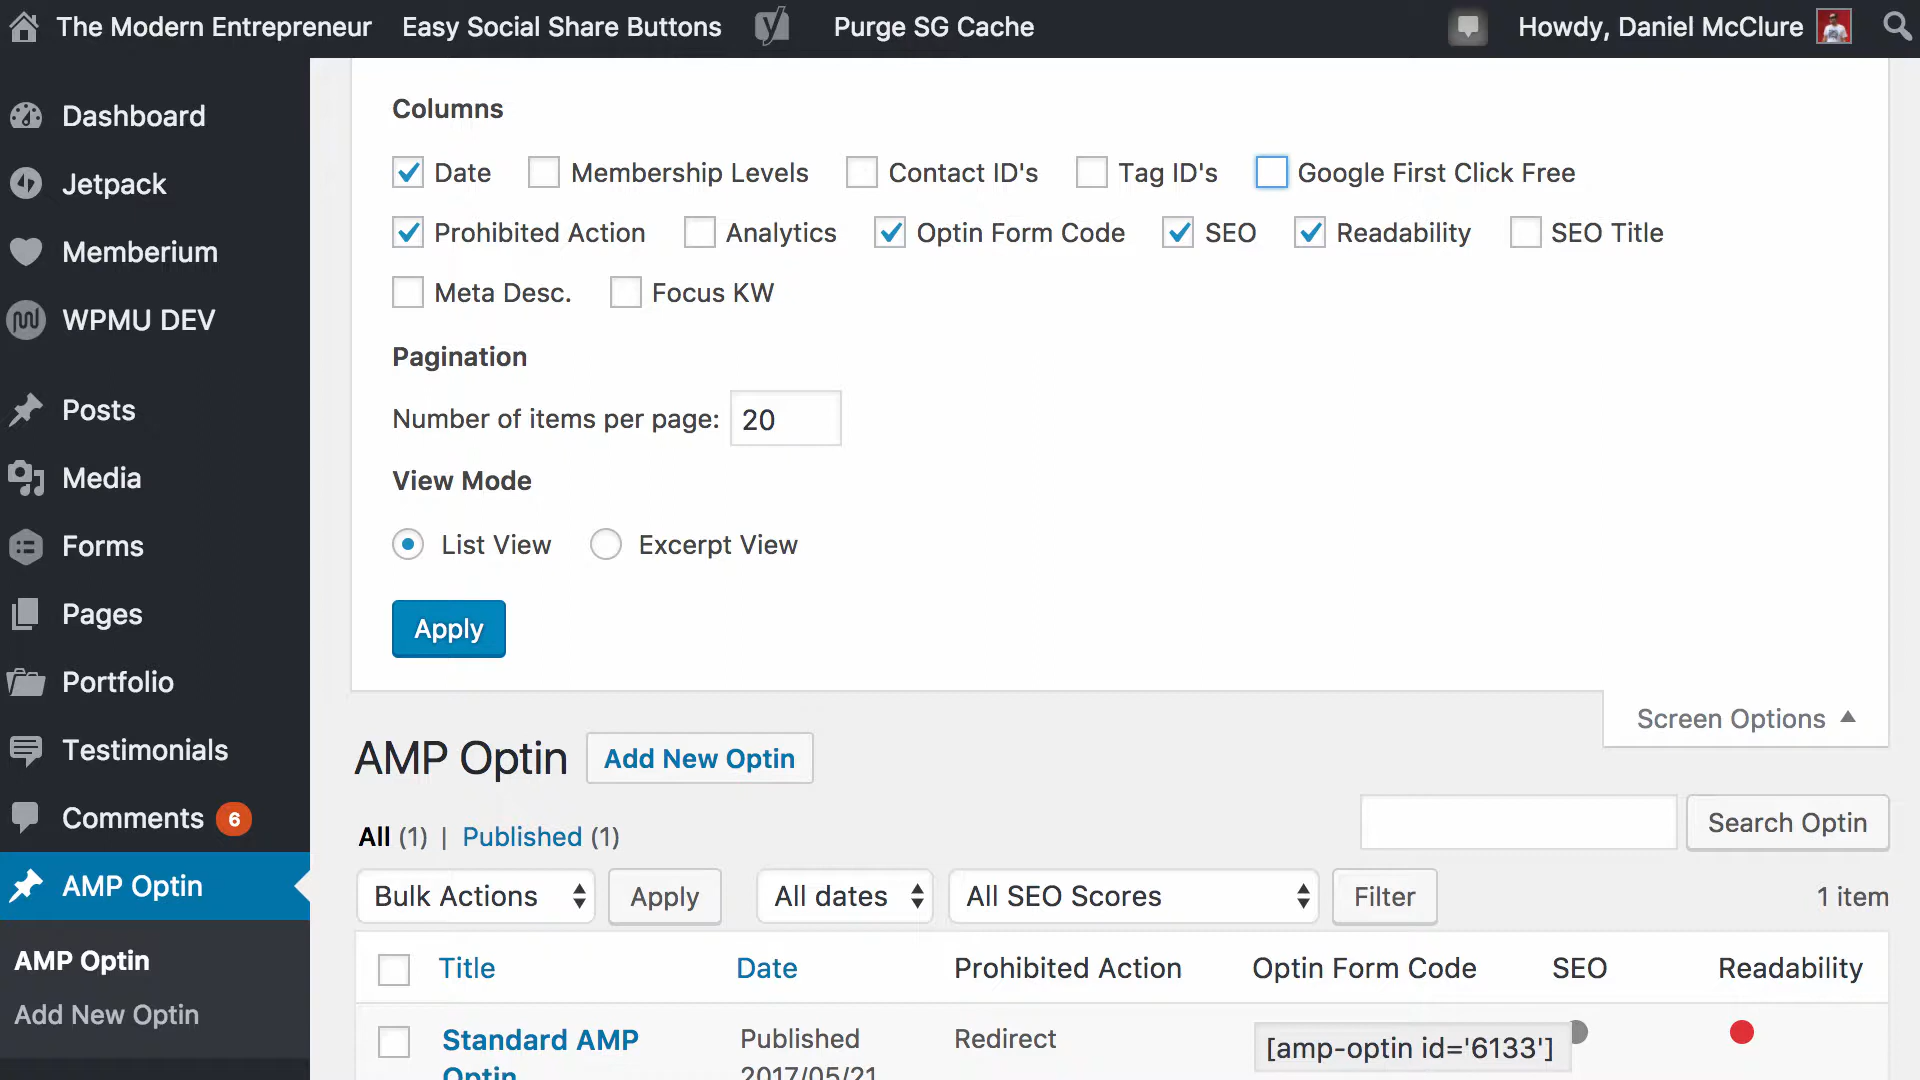 The Modern Entrepreneur Easy Social Share Buttons Purge SG Cache Howdy, Daniel McClure
Dashboard
Jetpack
Memberium
WPMU DEV
Posts
Media
Forms
Pages
Portfolio
Testimonials
Comments 6
AMP Optin
AMP Optin
Add New Optin
Columns
Date Membership Levels Contact ID's Tag ID's Google First Click Free
Prohibited Action Analytics Optin Form Code SEO Readability SEO Title
Meta Desc. Focus KW
Pagination
Number of items per page: 20
View Mode
List View Excerpt View
Apply
Screen Options
AMP Optin Add New Optin
All (1) | Published (1)
Search Optin
Bulk Actions Apply All dates All SEO Scores Filter 1 item
Title Date Prohibited Action Optin Form Code SEO Readability
Standard AMP Published Redirect [amp-optin id='6133']
Optin 2017/05/21